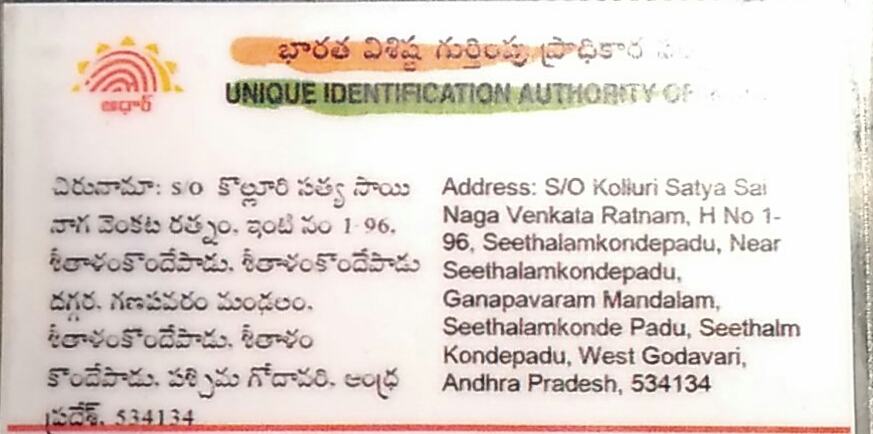 ఆధార్
భారత విశిష్ట గుర్తింపు ప్రాధికార
UNIQUE IDENTIFICATION AUTHORITY OF
చిరునామా: S/O కొల్లూరి సత్య సాయి
నాగ వెంకట రత్నం, ఇంటి నం 1-96,
శీతాళంకొండేపాడు, శీతాళంకొండేపాడు
దగ్గర, గణపవరం మండలం,
శీతాళంకొండేపాడు, శీతాళం
కొండేపాడు, పశ్చిమ గోదావరి, ఆంధ్ర
ప్రదేశ్, 534134
Address: S/O Kolluri Satya Sai
Naga Venkata Ratnam, H No 1-
96, Seethalamkondepadu, Near
Seethalamkondepadu,
Ganapavaram Mandalam,
Seethalamkonde Padu, Seethalm
Kondepadu, West Godavari,
Andhra Pradesh, 534134